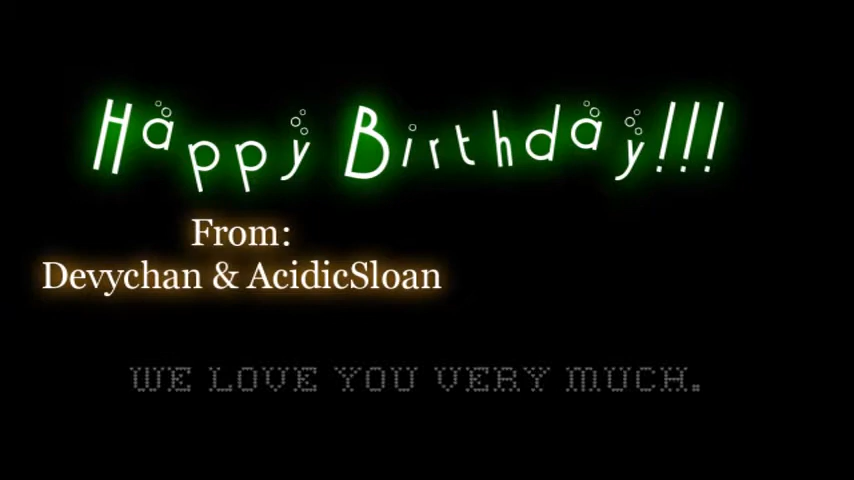 Happy Birthday!!!
From:
Devychan & AcidicSloan
WE LOVE YOU VERY MUCH.